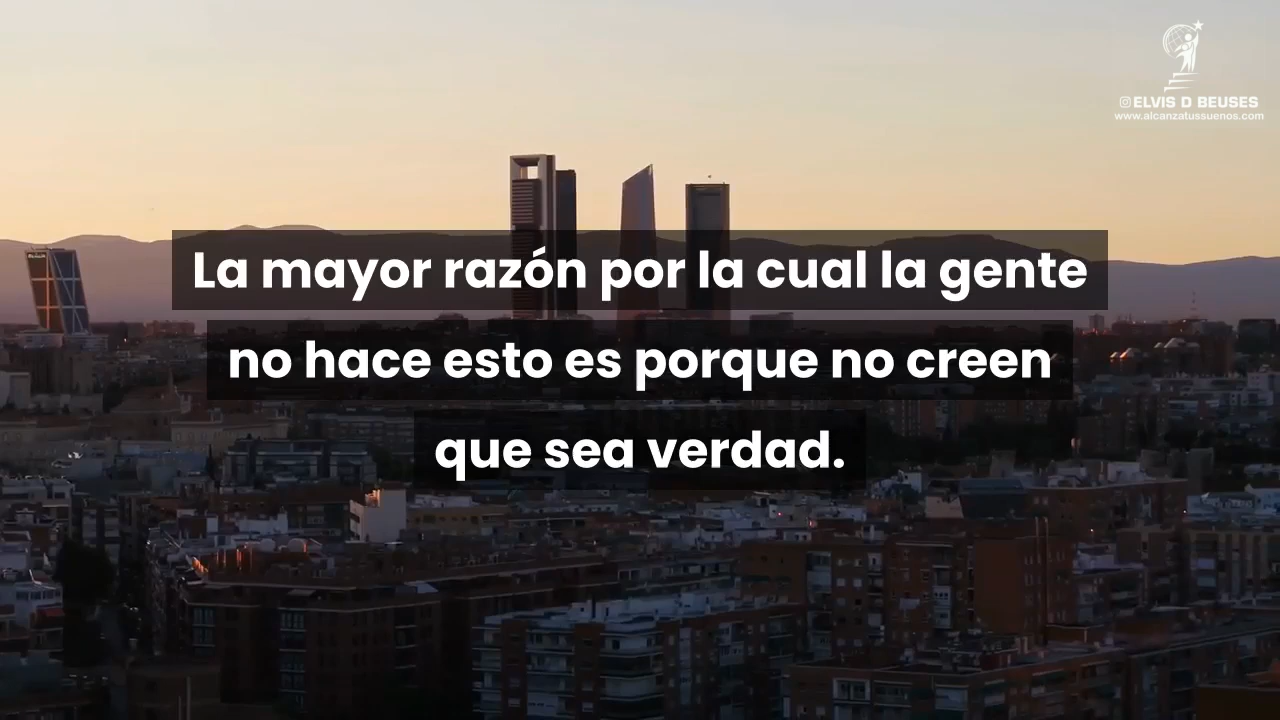 ELVIS D BEUSES
www.alcanzatussuenos.com
La mayor razón por la cual la gente
no hace esto es porque no creen
que sea verdad.